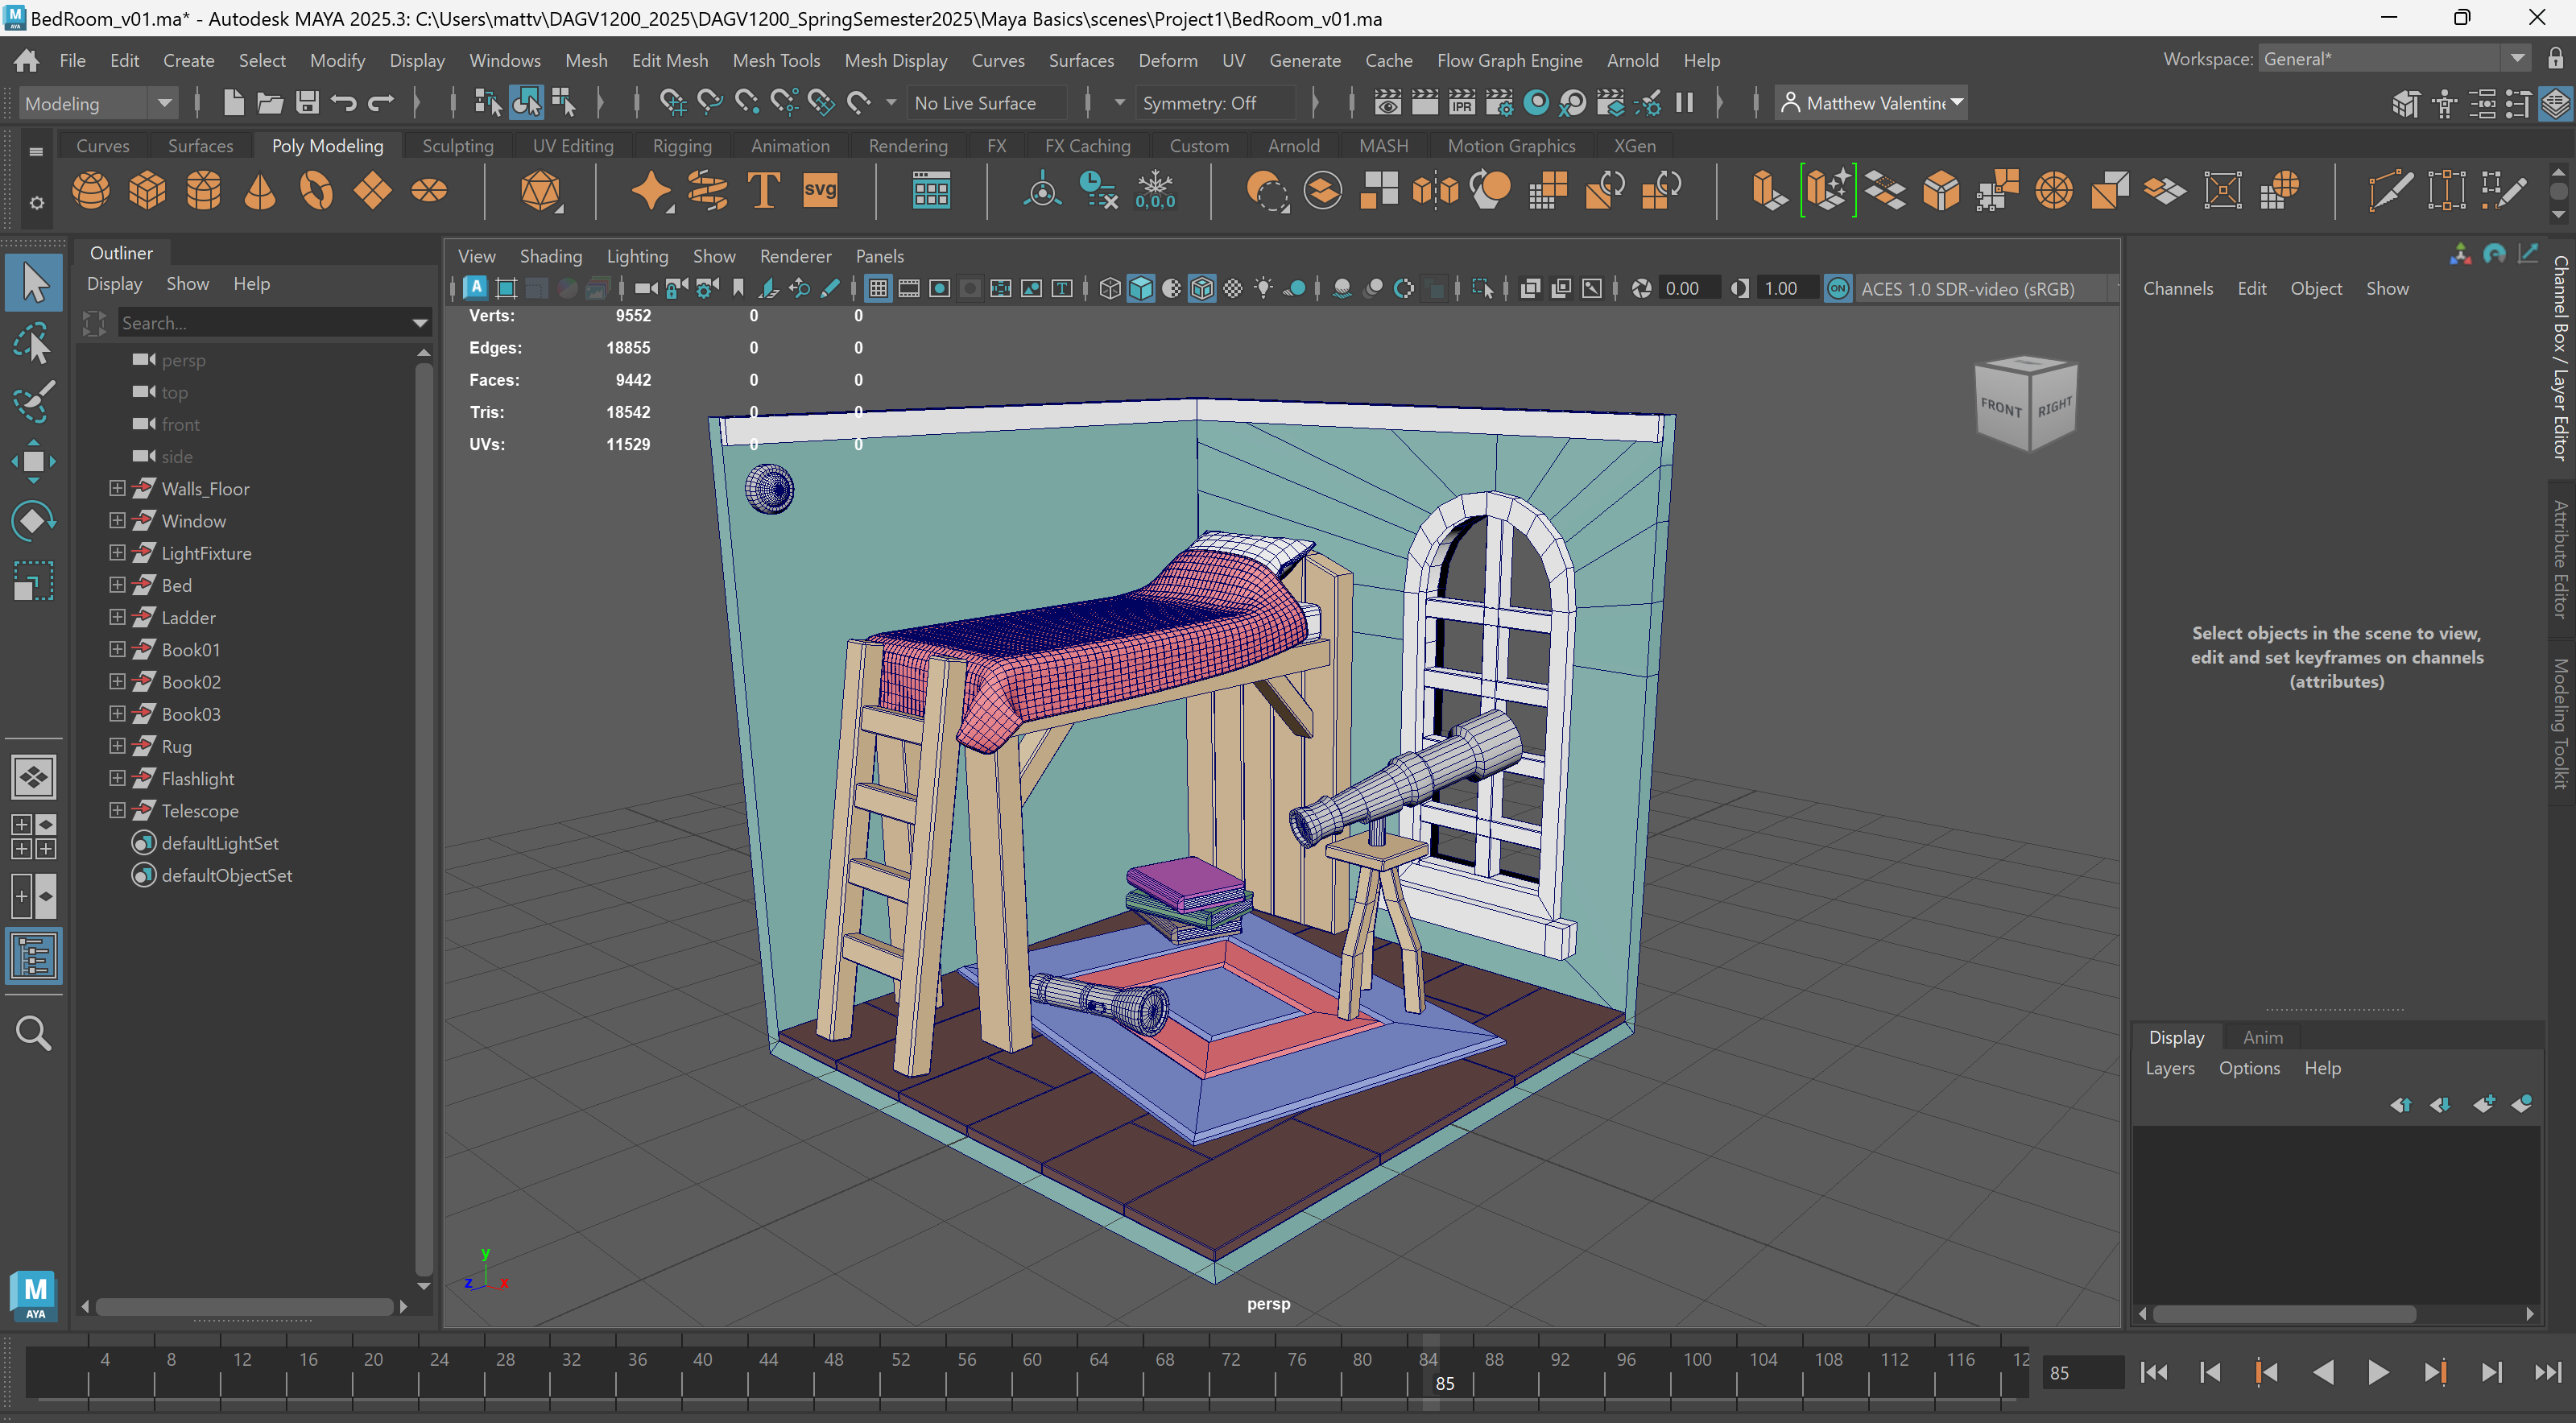 BedRoom_v01.ma* - Autodesk MAYA 2025.3: C:\Users\mattv\DAGV1200_2025\DAGV1200_SpringSemester2025\Maya Basics\scenes\Project1\BedRoom_v01.ma
File Edit Create Select Modify Display Windows Mesh Edit Mesh Mesh Tools Mesh Display Curves Surfaces Deform UV Generate Cache Flow Graph Engine Arnold Help Workspace: General*
Modeling No Live Surface Symmetry: Off IPR Matthew Valentine
Curves Surfaces Poly Modeling Sculpting UV Editing Rigging Animation Rendering FX FX Caching Custom Arnold MASH Motion Graphics XGen
T svg 0,0,0
Outliner
Display Show Help
Search...
persp
top
front
side
Walls_Floor
Window
LightFixture
Bed
Ladder
Book01
Book02
Book03
Rug
Flashlight
Telescope
defaultLightSet
defaultObjectSet
View Shading Lighting Show Renderer Panels
0.00 1.00 ON ACES 1.0 SDR-video (sRGB)
Verts: 9552 0 0
Edges: 18855 0 0
Faces: 9442 0 0
Tris: 18542 0 0
UVs: 11529 0 0
FRONT RIGHT
y
z x
persp
Channels Edit Object Show
Select objects in the scene to view,
edit and set keyframes on channels
(attributes)
Channel Box / Layer Editor
Attribute Editor
Modeling Toolkit
Display Anim
Layers Options Help
M
AYA
4 8 12 16 20 24 28 32 36 40 44 48 52 56 60 64 68 72 76 80 84 88 92 96 100 104 108 112 116 12
85
85